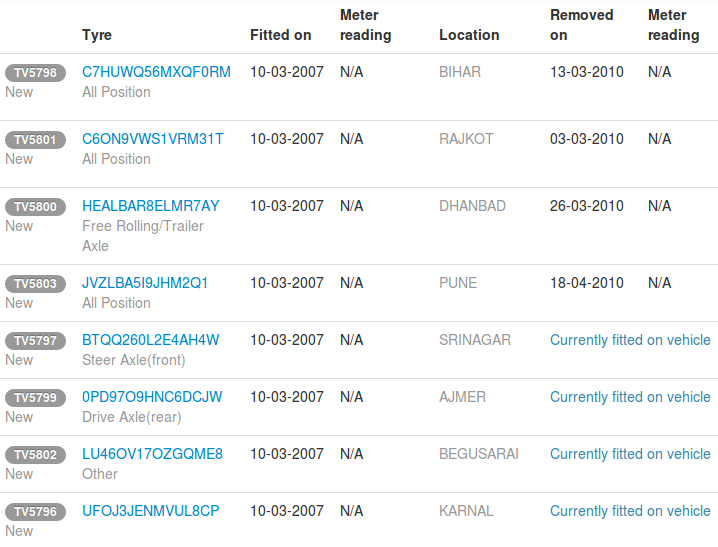 Tyre Fitted on Meter reading Location Removed on Meter reading
TV5798 C7HUWQ56MXQF0RM 10-03-2007 N/A BIHAR 13-03-2010 N/A
New All Position
TV5801 C6ON9VWS1VRM31T 10-03-2007 N/A RAJKOT 03-03-2010 N/A
New All Position
TV5800 HEALBAR8ELMR7AY 10-03-2007 N/A DHANBAD 26-03-2010 N/A
New Free Rolling/Trailer
Axle
TV5803 JVZLBA5I9JHM2Q1 10-03-2007 N/A PUNE 18-04-2010 N/A
New All Position
TV5797 BTQQ260L2E4AH4W 10-03-2007 N/A SRINAGAR Currently fitted on vehicle
New Steer Axle(front)
TV5799 0PD97O9HNC6DCJW 10-03-2007 N/A AJMER Currently fitted on vehicle
New Drive Axle(rear)
TV5802 LU46OV17OZGQME8 10-03-2007 N/A BEGUSARAI Currently fitted on vehicle
New Other
TV5796 UFOJ3JENMVUL8CP 10-03-2007 N/A KARNAL Currently fitted on vehicle
New